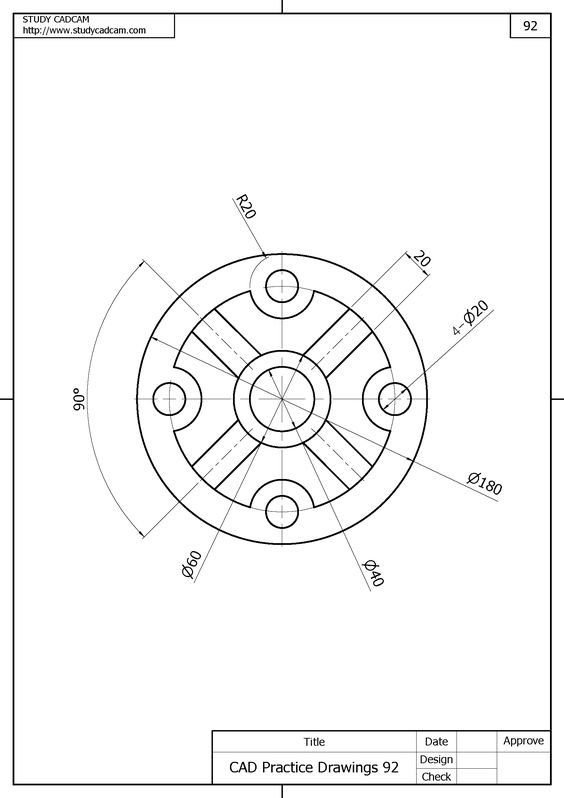 STUDY CADCAM
http://www.studycadcam.com
92
R20
20
4-Ø20
90°
Ø180
Ø60
Ø40
Title
Date
Approve
CAD Practice Drawings 92
Design
Check